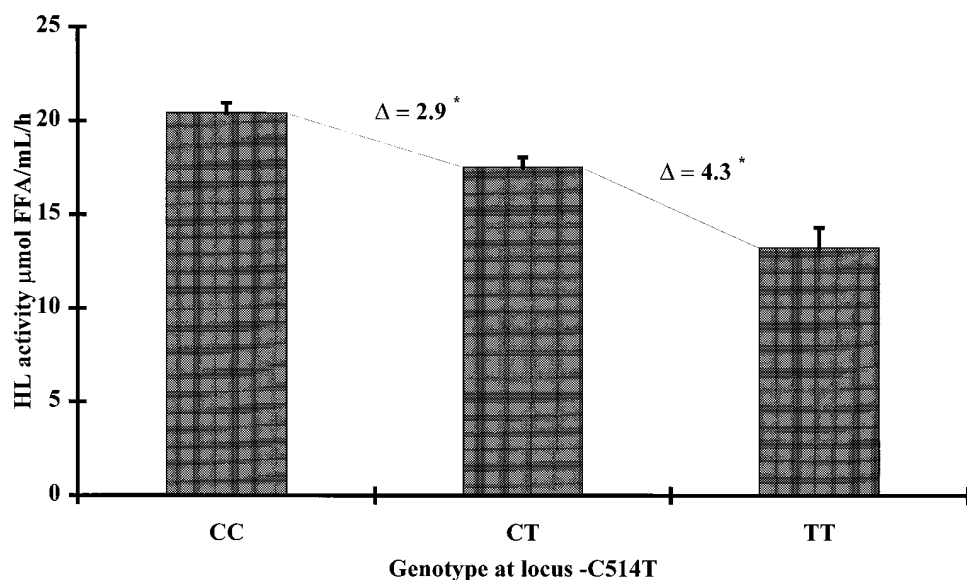 25
20
15
10
5
0
HL activity μmol FFA/mL/h
Δ = 2.9 *
Δ = 4.3 *
CC CT TT
Genotype at locus -C514T